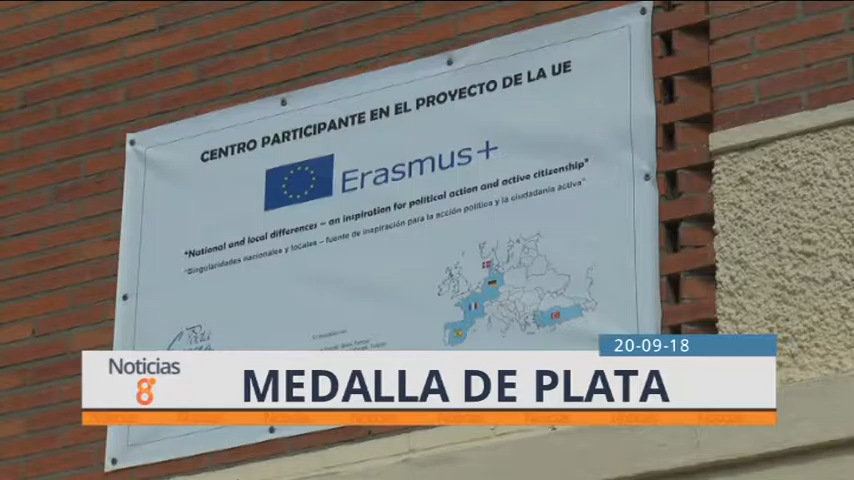 CENTRO PARTICIPANTE EN EL PROYECTO DE LA UE
Erasmus+
"National and local differences – an inspiration for political action and active citizenship"
"Singularidades nacionales y locales – fuente de inspiración para la acción política y la ciudadanía activa"
20-09-18
Noticias
8
MEDALLA DE PLATA